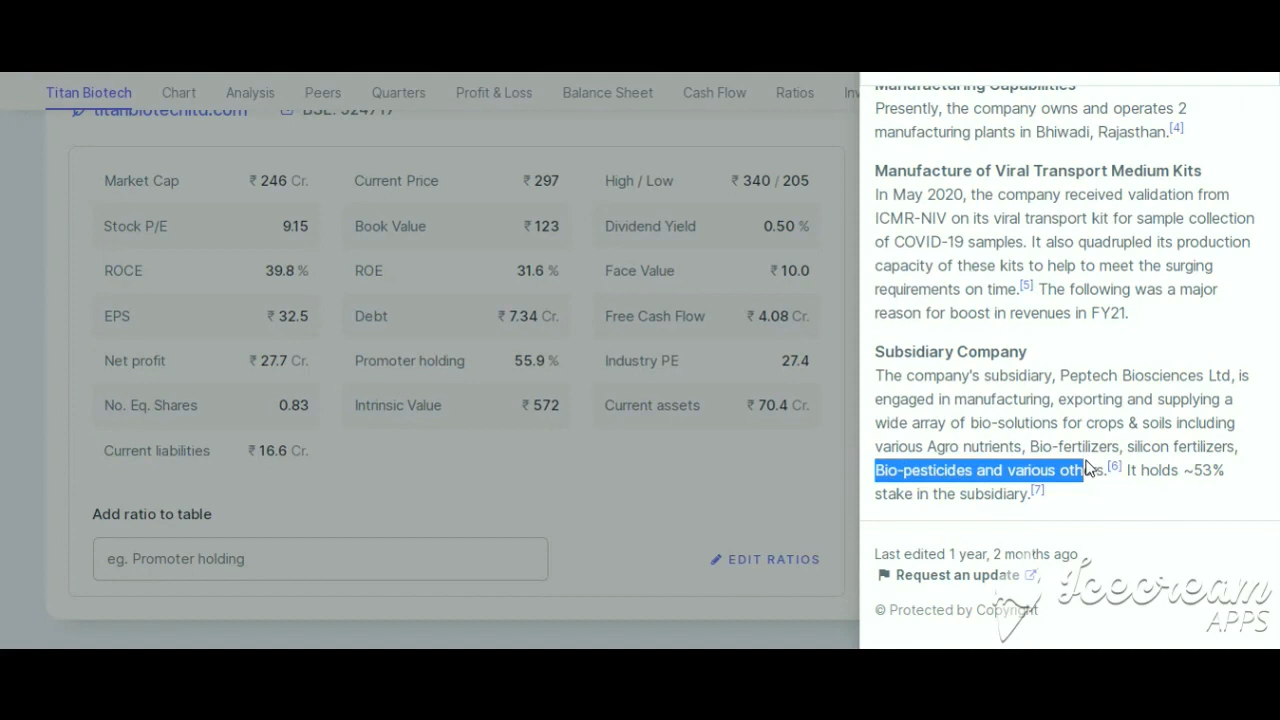 Titan Biotech Chart Analysis Peers Quarters Profit & Loss Balance Sheet Cash Flow Ratios
titanbiotechltd.com BSE: 524717
Market Cap ₹ 246 Cr. Current Price ₹ 297 High / Low ₹ 340 / 205
Stock P/E 9.15 Book Value ₹ 123 Dividend Yield 0.50 %
ROCE 39.8 % ROE 31.6 % Face Value ₹ 10.0
EPS ₹ 32.5 Debt ₹ 7.34 Cr. Free Cash Flow ₹ 4.08 Cr.
Net profit ₹ 27.7 Cr. Promoter holding 55.9 % Industry PE 27.4
No. Eq. Shares 0.83 Intrinsic Value ₹ 572 Current assets ₹ 70.4 Cr.
Current liabilities ₹ 16.6 Cr.
Add ratio to table
eg. Promoter holding EDIT RATIOS
Manufacturing Capabilities
Presently, the company owns and operates 2
manufacturing plants in Bhiwadi, Rajasthan.[4]
Manufacture of Viral Transport Medium Kits
In May 2020, the company received validation from
ICMR-NIV on its viral transport kit for sample collection
of COVID-19 samples. It also quadrupled its production
capacity of these kits to help to meet the surging
requirements on time.[5] The following was a major
reason for boost in revenues in FY21.
Subsidiary Company
The company's subsidiary, Peptech Biosciences Ltd, is
engaged in manufacturing, exporting and supplying a
wide array of bio-solutions for crops & soils including
various Agro nutrients, Bio-fertilizers, silicon fertilizers,
Bio-pesticides and various others.[6] It holds ~53%
stake in the subsidiary.[7]
Last edited 1 year, 2 months ago
Request an update
© Protected by Copyright
Icecream
APPS